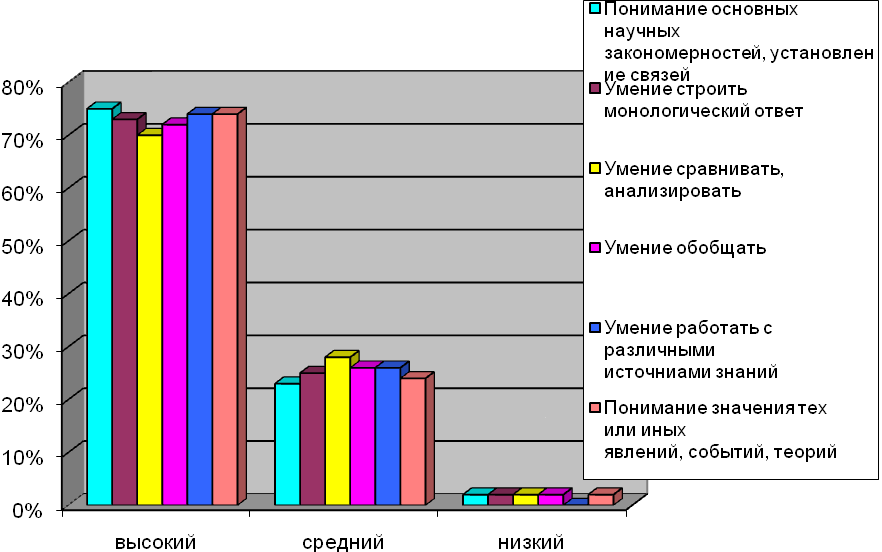 80%
70%
60%
50%
40%
30%
20%
10%
0%
высокий
средний
низкий
Понимание основных
научных
закономерностей, установлен
ие связей
Умение строить
монологический ответ
Умение сравнивать,
анализировать
Умение обобщать
Умение работать с
различными
источниами знаний
Понимание значения тех
или иных
явлений, событий, теорий